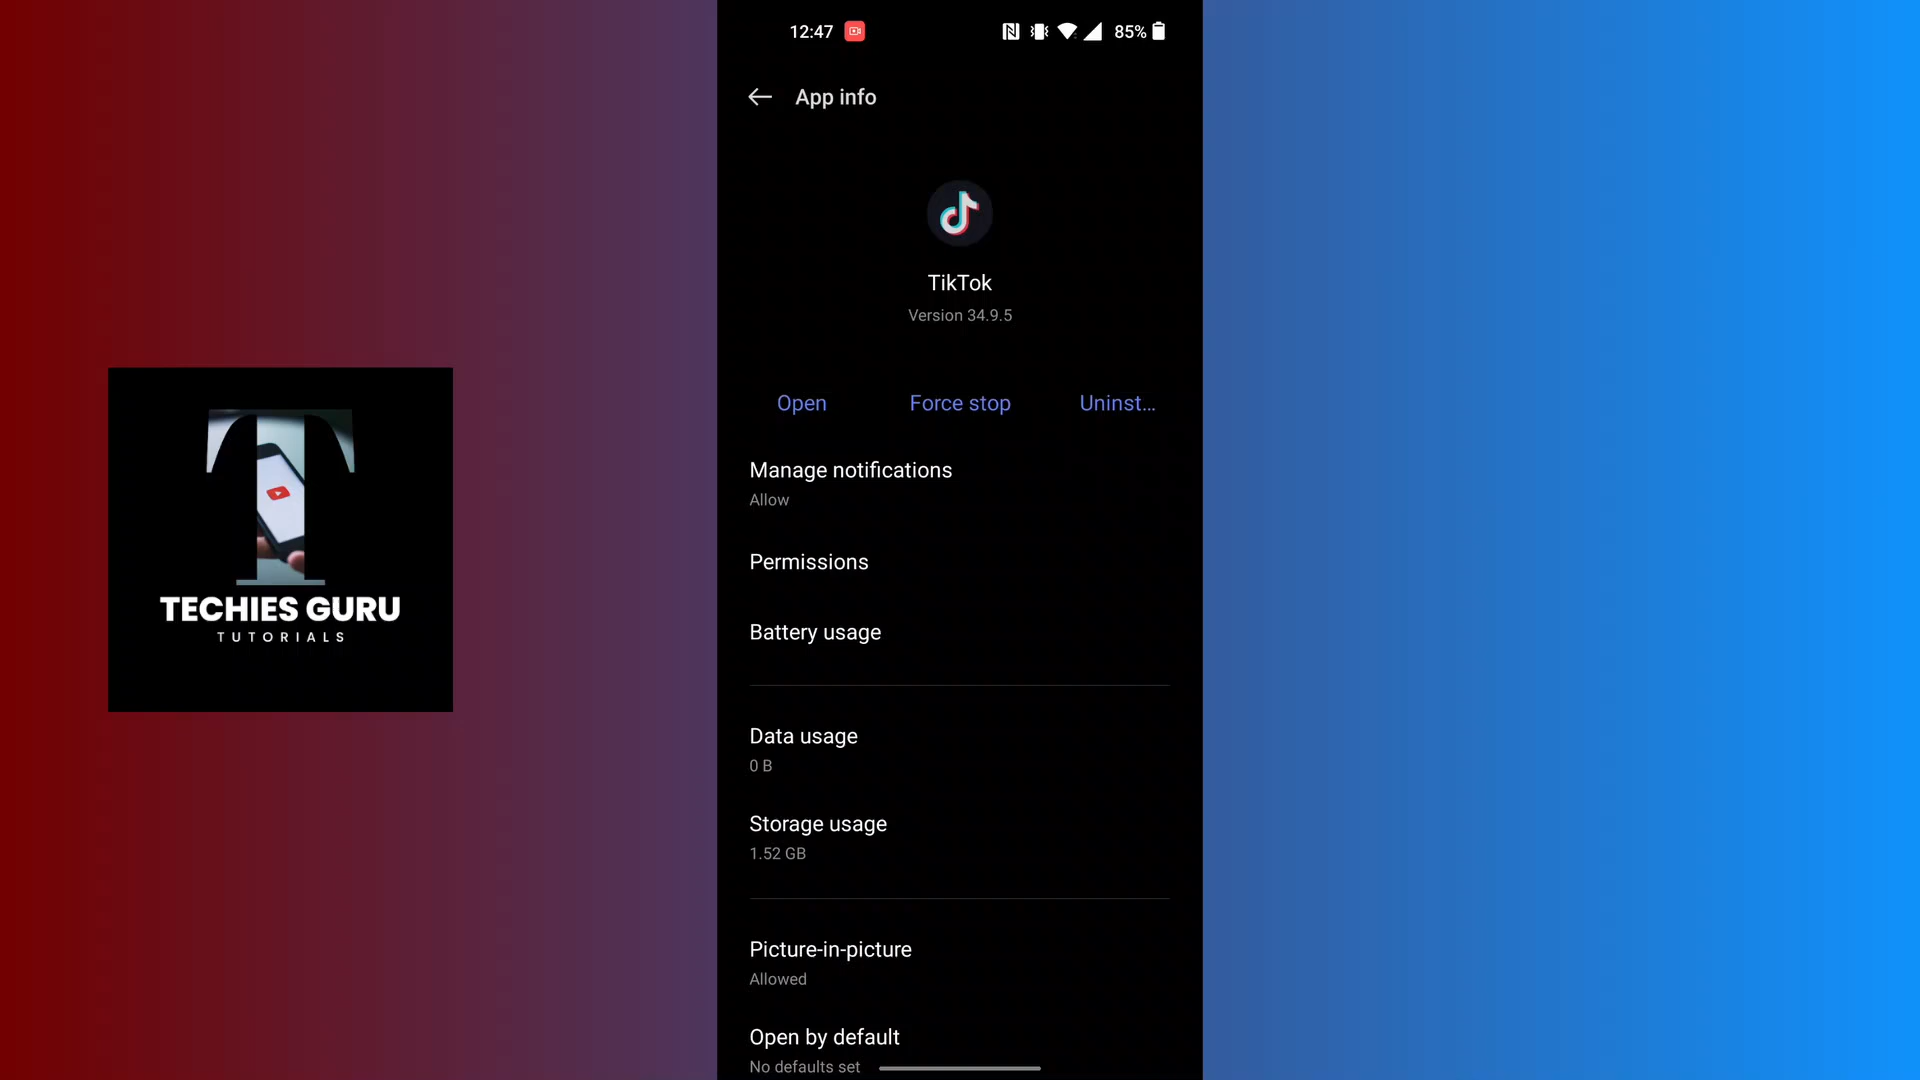 12:47
85%
App info
TikTok
Version 34.9.5
Open
Force stop
Uninst...
Manage notifications
Allow
Permissions
Battery usage
Data usage
0 B
Storage usage
1.52 GB
Picture-in-picture
Allowed
Open by default
No defaults set
T
TECHIES GURU
TUTORIALS